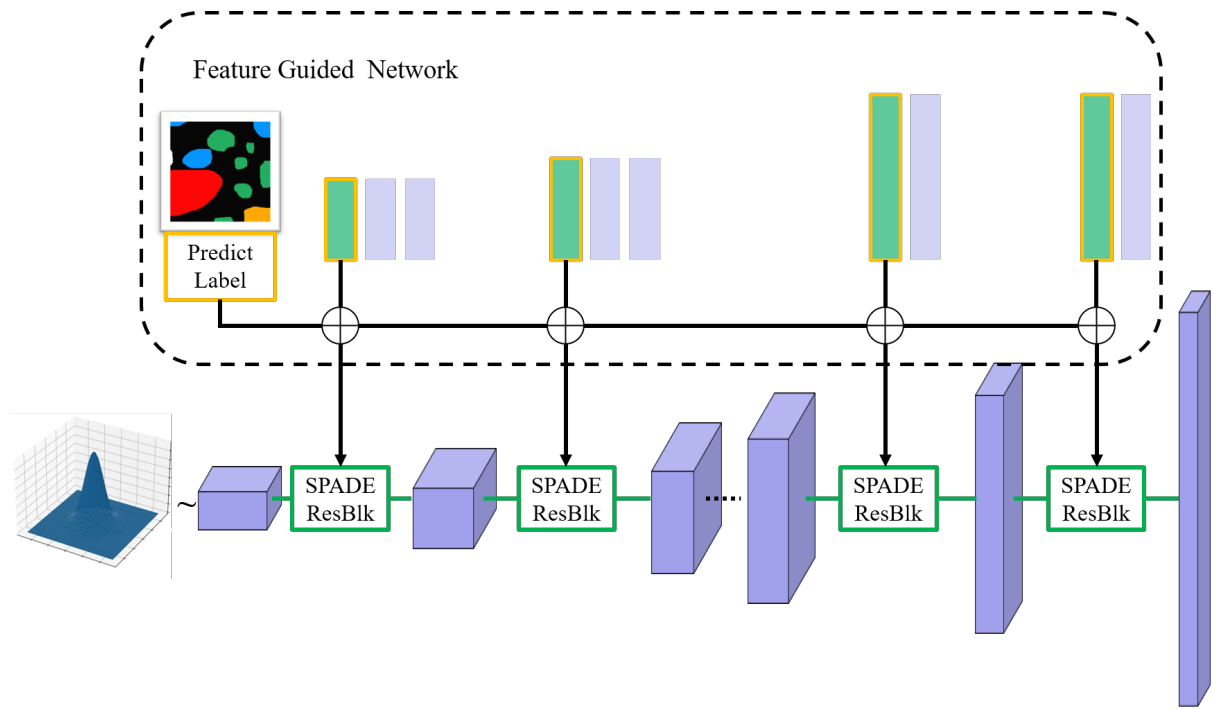 Feature Guided Network
Predict
Label
~
SPADE
ResBlk
SPADE
ResBlk
SPADE
ResBlk
SPADE
ResBlk